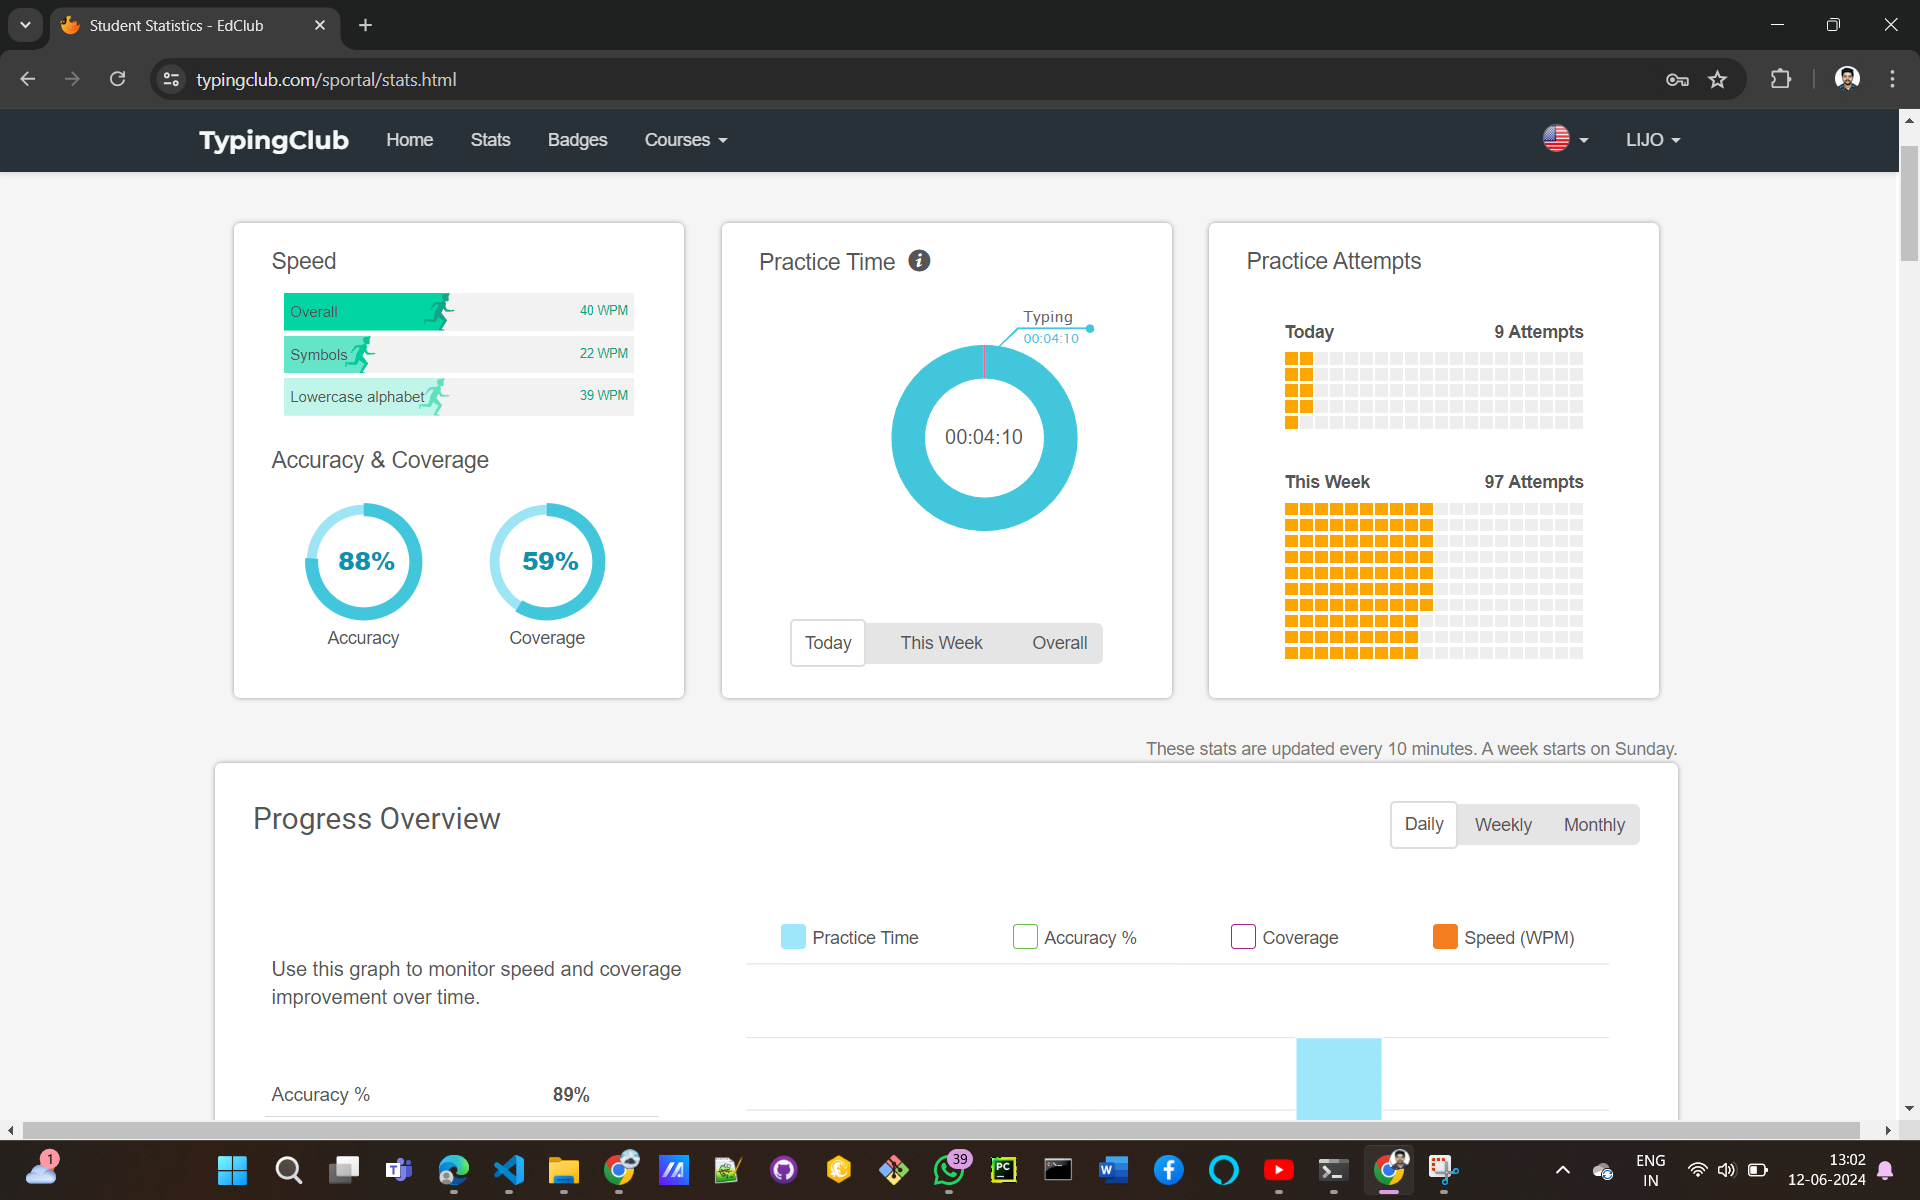 Student Statistics - EdClub
typingclub.com/sportal/stats.html
TypingClub Home Stats Badges Courses LIJO
Speed
Overall 40 WPM
Symbols 22 WPM
Lowercase alphabet 39 WPM
Accuracy & Coverage
88% 59%
Accuracy Coverage
Practice Time
Typing
00:04:10
00:04:10
Today This Week Overall
Practice Attempts
Today 9 Attempts
This Week 97 Attempts
These stats are updated every 10 minutes. A week starts on Sunday.
Progress Overview
Daily Weekly Monthly
Practice Time Accuracy % Coverage Speed (WPM)
Use this graph to monitor speed and coverage
improvement over time.
Accuracy % 89%
1
39
PC
ENG
IN
13:02
12-06-2024